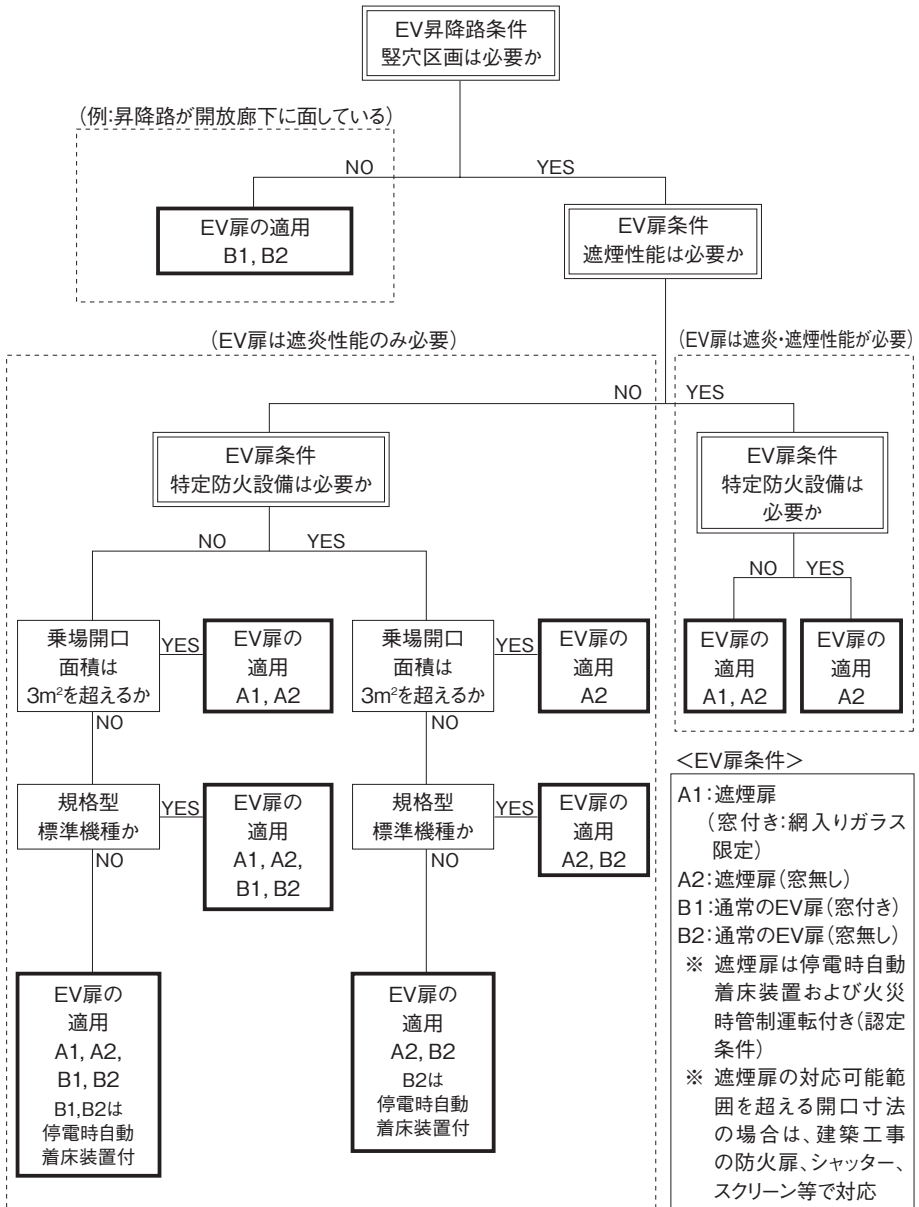 EV昇降路条件
竪穴区画は必要か
(例:昇降路が開放廊下に面している)
NO
YES
EV扉の適用
B1, B2
EV扉条件
遮煙性能は必要か
(EV扉は遮炎性能のみ必要)
(EV扉は遮炎・遮煙性能が必要)
NO
YES
EV扉条件
特定防火設備は必要か
EV扉条件
特定防火設備は
必要か
NO
YES
NO
YES
乗場開口
面積は
3m²を超えるか
YES
EV扉の
適用
A1, A2
乗場開口
面積は
3m²を超えるか
YES
EV扉の
適用
A2
EV扉の
適用
A1, A2
EV扉の
適用
A2
NO
NO
規格型
標準機種か
YES
EV扉の
適用
A1, A2,
B1, B2
規格型
標準機種か
YES
EV扉の
適用
A2, B2
NO
NO
EV扉の
適用
A1, A2,
B1, B2
B1,B2は
停電時自動
着床装置付
EV扉の
適用
A2, B2
B2は
停電時自動
着床装置付
<EV扉条件>
A1:遮煙扉
(窓付き:網入りガラス
限定)
A2:遮煙扉(窓無し)
B1:通常のEV扉(窓付き)
B2:通常のEV扉(窓無し)
※ 遮煙扉は停電時自動
着床装置および火災
時管制運転付き(認定
条件)
※ 遮煙扉の対応可能範
囲を超える開口寸法
の場合は、建築工事
の防火扉、シャッター、
スクリーン等で対応